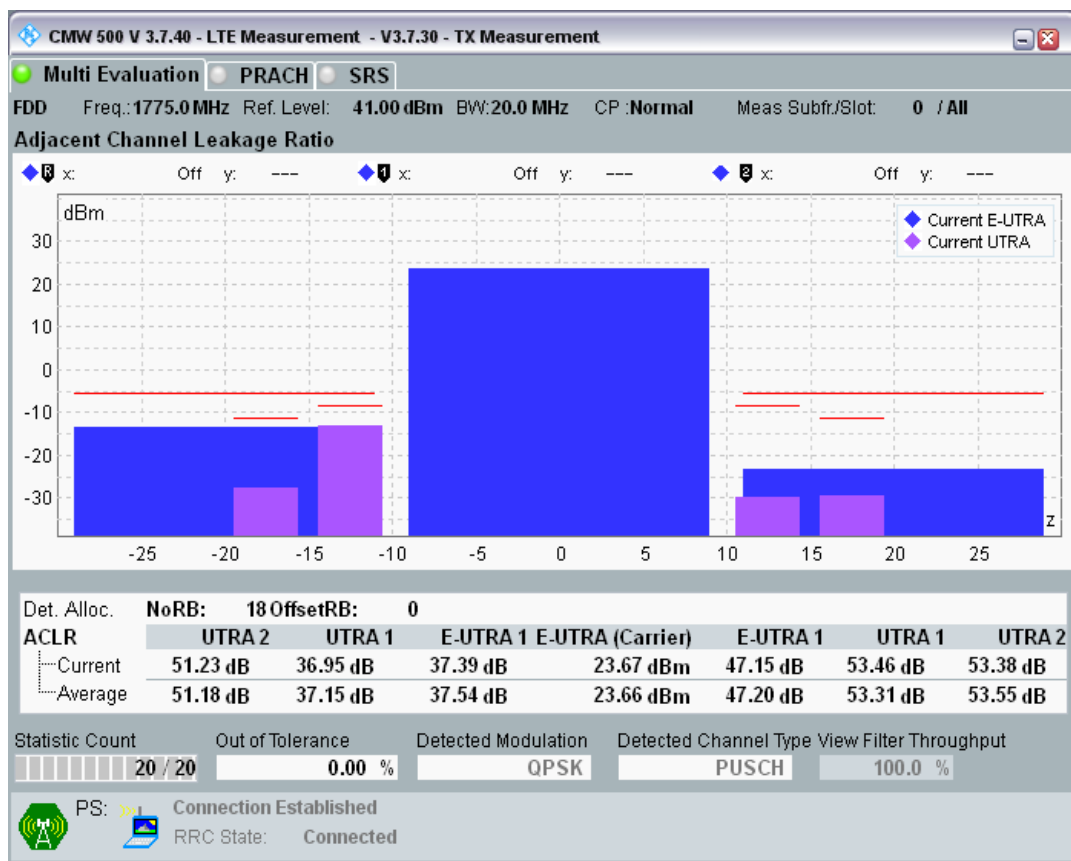 CMW 500 V 3.7.40 - LTE Measurement - V3.7.30 - TX Measurement
Multi Evaluation PRACH SRS
FDD Freq.:1775.0 MHz Ref. Level: 41.00 dBm BW:20.0 MHz CP :Normal Meas Subfr./Slot: 0 / All
Adjacent Channel Leakage Ratio
R x: Off y: --- 1 x: Off y: --- 2 x: Off y: ---
dBm
Current E-UTRA
Current UTRA
30
20
10
0
-10
-20
-30
z
-25 -20 -15 -10 -5 0 5 10 15 20 25
Det. Alloc. NoRB: 18 OffsetRB: 0
ACLR UTRA 2 UTRA 1 E-UTRA 1 E-UTRA (Carrier) E-UTRA 1 UTRA 1 UTRA 2
Current 51.23 dB 36.95 dB 37.39 dB 23.67 dBm 47.15 dB 53.46 dB 53.38 dB
Average 51.18 dB 37.15 dB 37.54 dB 23.66 dBm 47.20 dB 53.31 dB 53.55 dB
Statistic Count Out of Tolerance Detected Modulation Detected Channel Type View Filter Throughput
20 / 20 0.00 % QPSK PUSCH 100.0 %
PS: Connection Established
RRC State: Connected